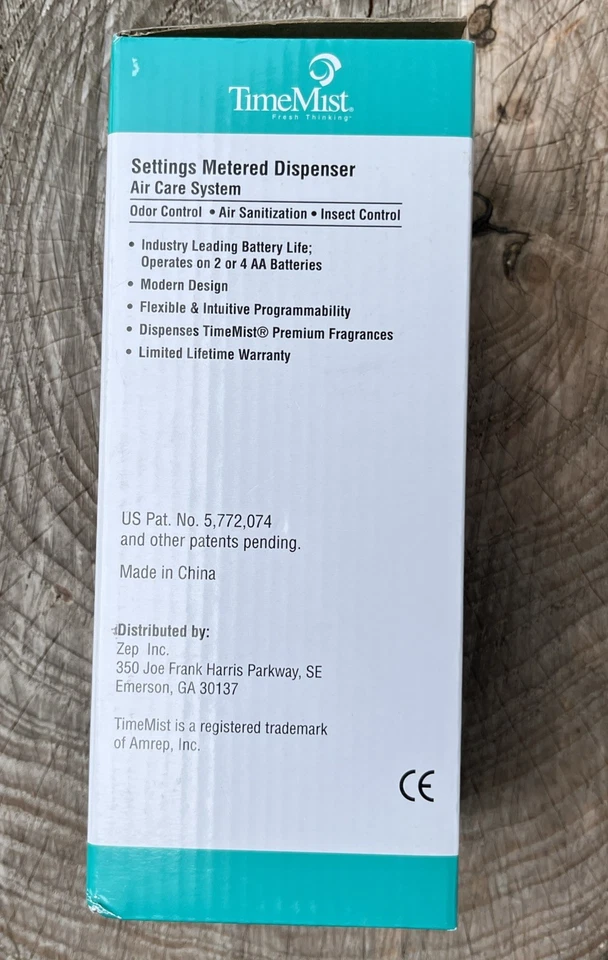 TimeMist®
Fresh Thinking™
Settings Metered Dispenser
Air Care System
Odor Control • Air Sanitization • Insect Control
• Industry Leading Battery Life;
Operates on 2 or 4 AA Batteries
• Modern Design
• Flexible & Intuitive Programmability
• Dispenses TimeMist® Premium Fragrances
• Limited Lifetime Warranty
US Pat. No. 5,772,074
and other patents pending.
Made in China
Distributed by:
Zep Inc.
350 Joe Frank Harris Parkway, SE
Emerson, GA 30137
TimeMist is a registered trademark
of Amrep, Inc.
CE